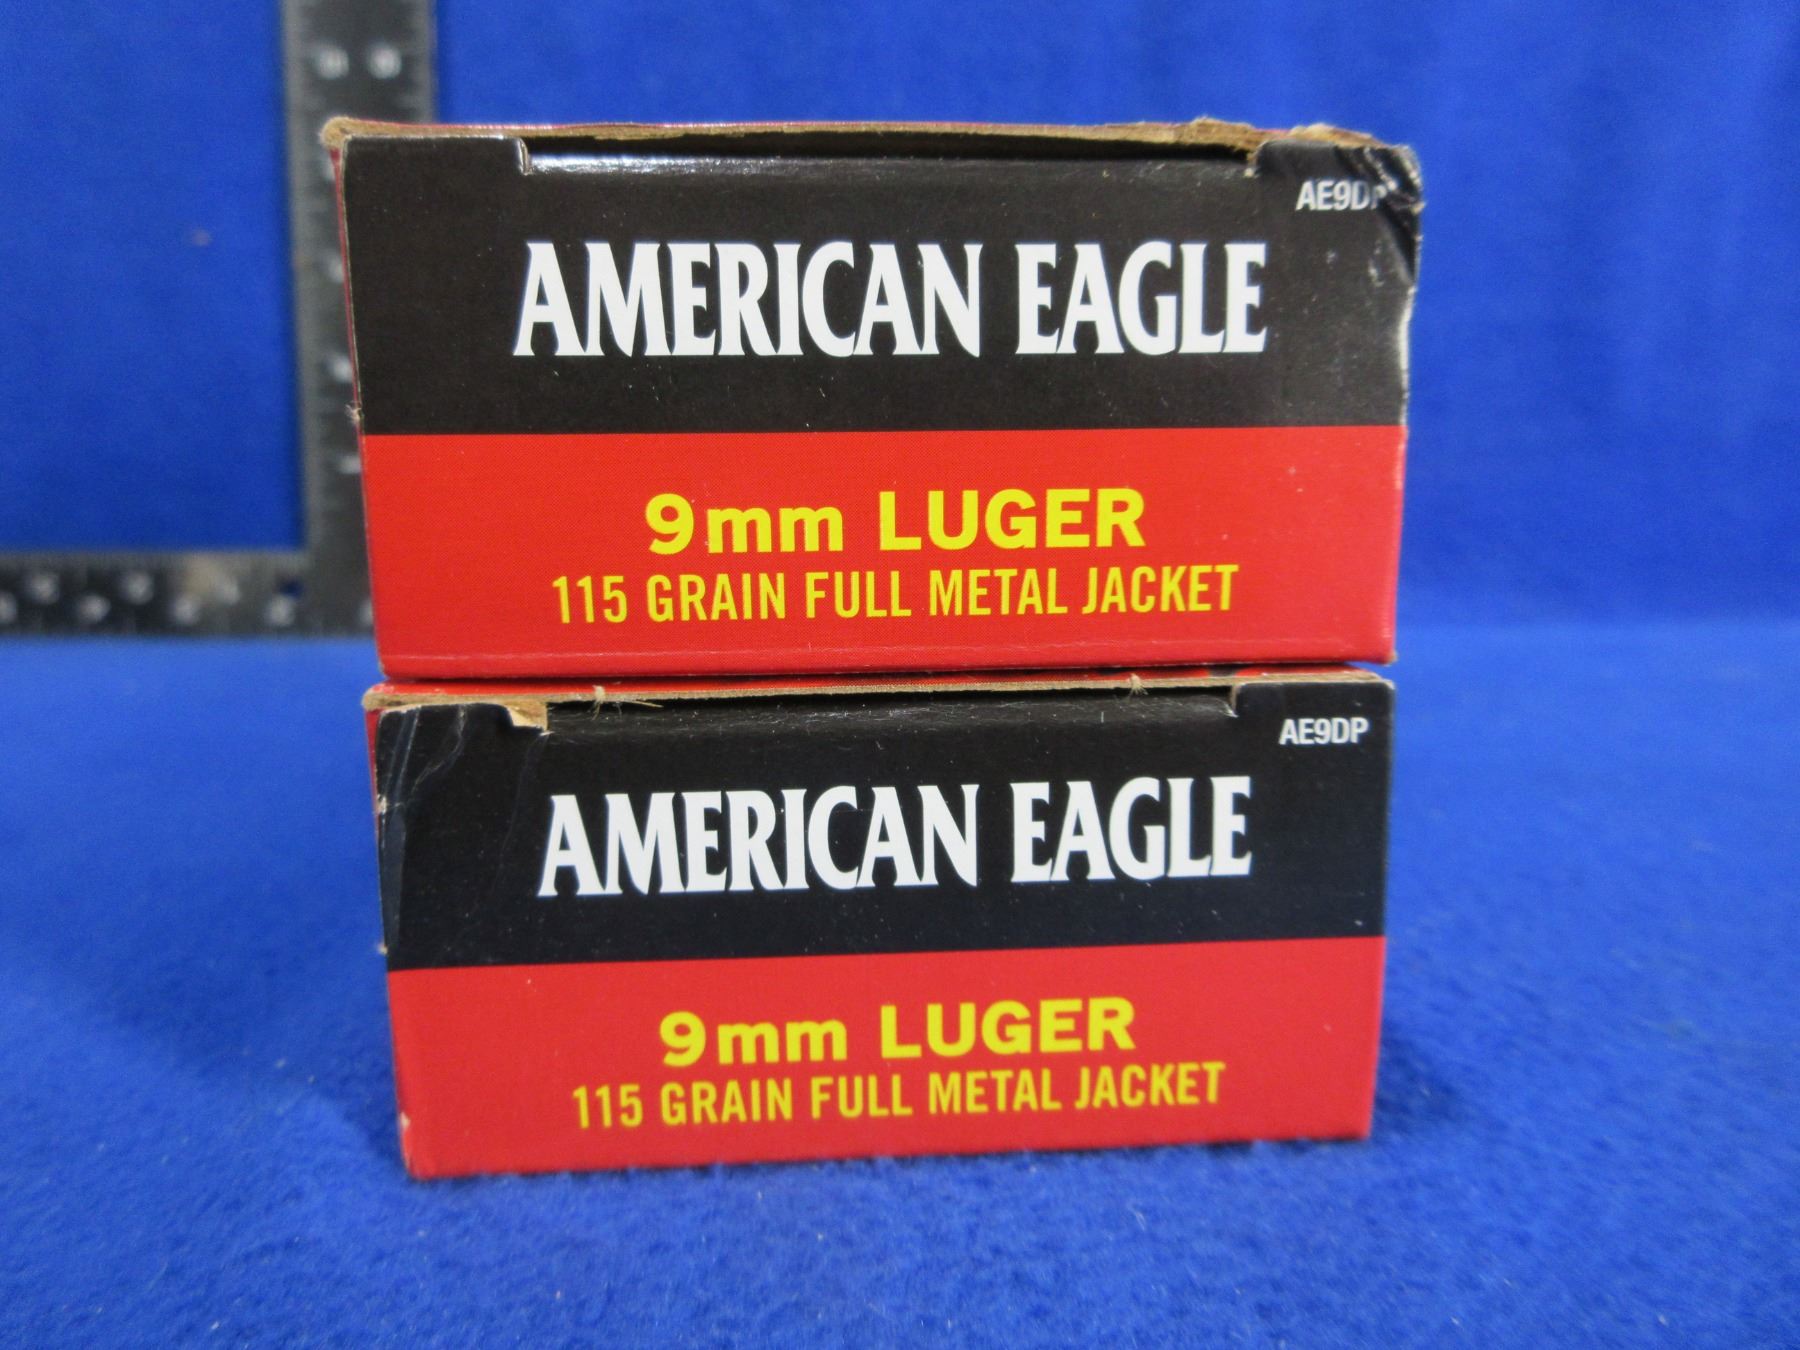 AE9DP
AMERICAN EAGLE
9mm LUGER
115 GRAIN FULL METAL JACKET
AE9DP
AMERICAN EAGLE
9mm LUGER
115 GRAIN FULL METAL JACKET